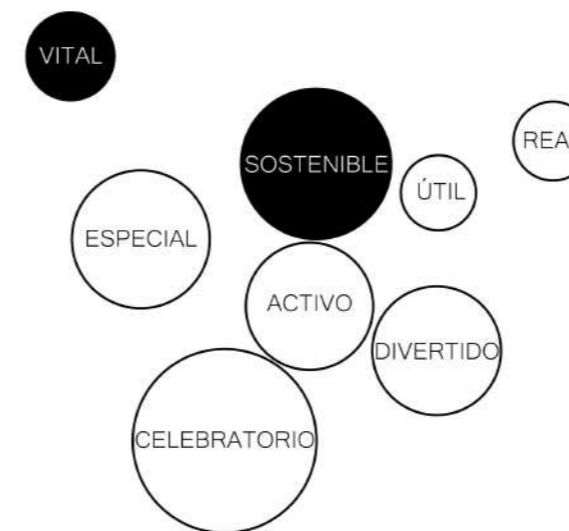 VITAL
SOSTENIBLE
REA
ÚTIL
ESPECIAL
ACTIVO
DIVERTIDO
CELEBRATORIO